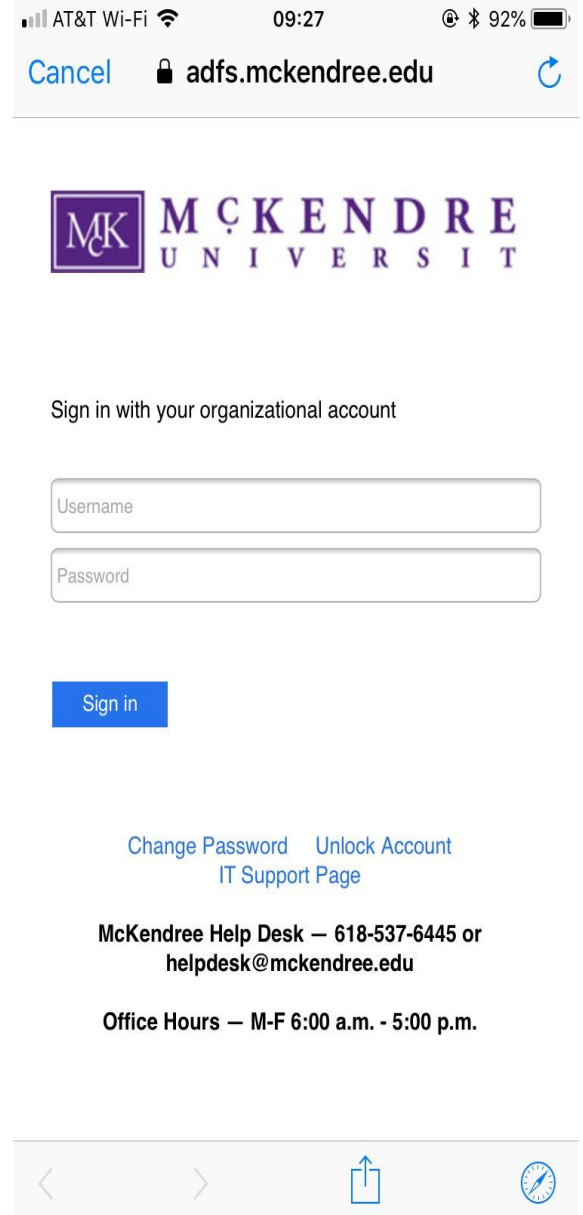 AT&T Wi-Fi 09:27 92%
Cancel adfs.mckendree.edu
McK McKENDRE
UNIVERSIT
Sign in with your organizational account
Username
Password
Sign in
Change Password Unlock Account
IT Support Page
McKendree Help Desk — 618-537-6445 or
helpdesk@mckendree.edu
Office Hours — M-F 6:00 a.m. - 5:00 p.m.